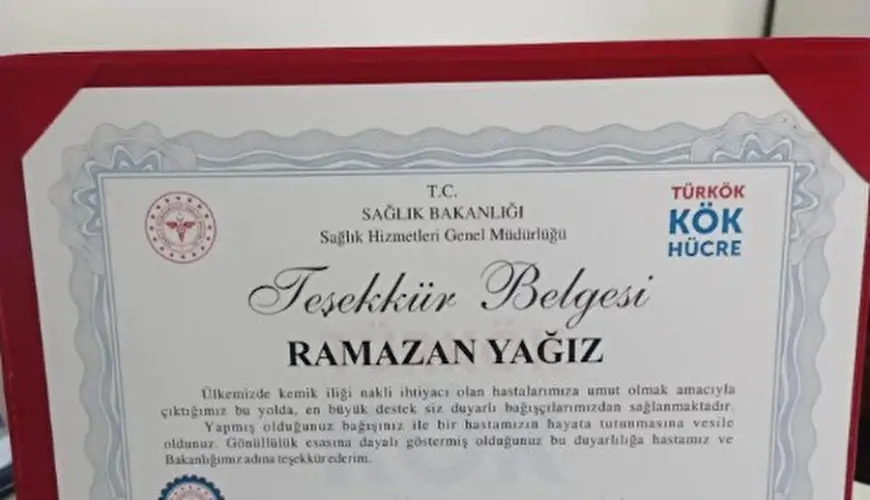 T.C.
SAĞLIK BAKANLIĞI
Sağlık Hizmetleri Genel Müdürlüğü
TÜRKÖK
KÖK
HÜCRE
Teşekkür Belgesi
RAMAZAN YAĞIZ
Ülkemizde kemik iliği nakli ihtiyacı olan hastalarımıza umut olmak amacıyla
çıktığımız bu yolda, en büyük destek siz duyarlı bağışçılarımızdan sağlanmaktadır.
Yapmış olduğunuz bağışınız ile bir hastamızın hayata tutunmasına vesile
oldunuz. Gönüllülük esasına dayalı göstermiş olduğunuz bu duyarlılığa hastamız ve
Bakanlığımız adına teşekkür ederim.